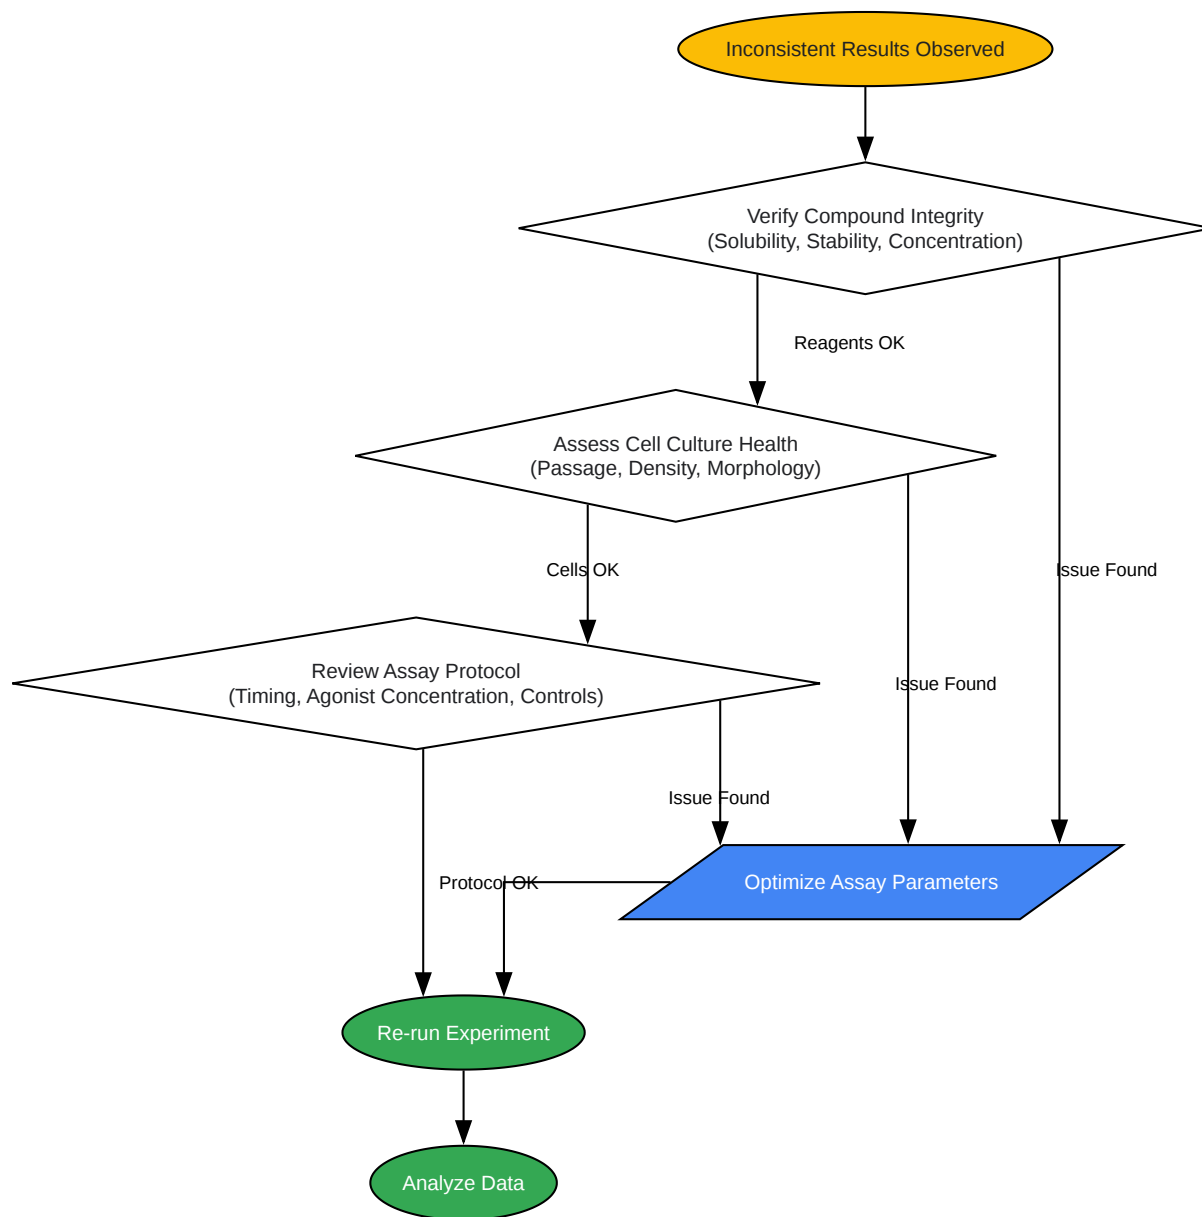 Inconsistent Results Observed
Verify Compound Integrity
(Solubility, Stability, Concentration)
Reagents OK
Assess Cell Culture Health
(Passage, Density, Morphology)
Cells OK
Issue Found
Review Assay Protocol
(Timing, Agonist Concentration, Controls)
Issue Found
Issue Found
Protocol OK
Optimize Assay Parameters
Re-run Experiment
Analyze Data